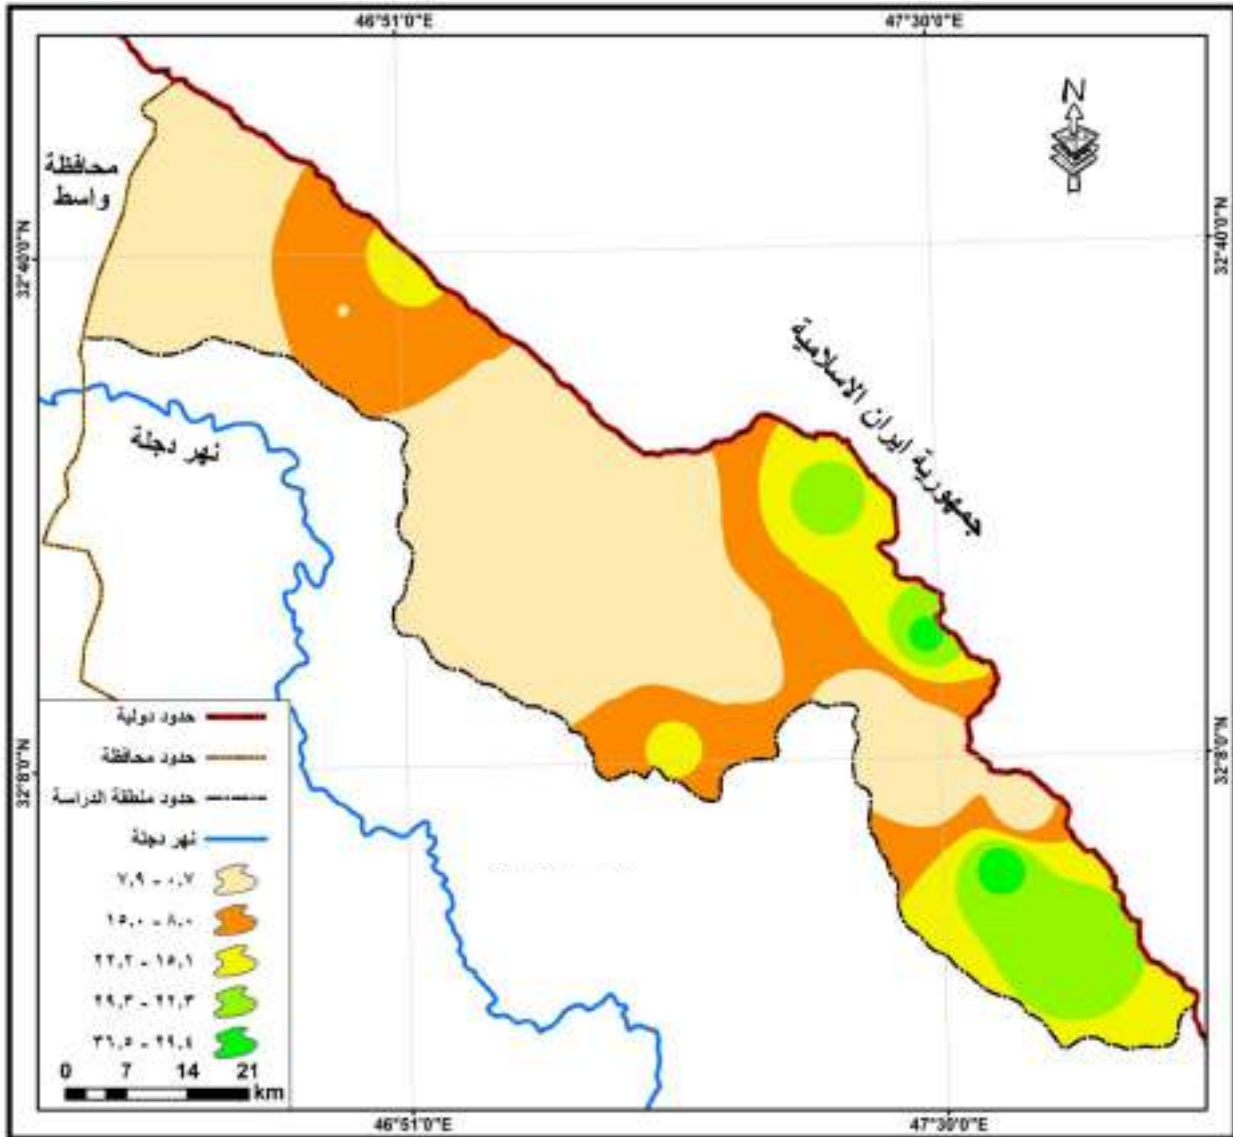 46°51'0"E
47°30'0"E
N
محافظة
واسط
32°40'0"N
32°40'0"N
جمهورية ايران الاسلامية
نهر دجلة
32°8'0"N
32°8'0"N
حدود دولية
حدود محافظة
حدود منطقة الدراسة
نهر دجلة
٧,٩ - ٠,٧
١٥,٠ - ٨,٠
٢٢,٢ - ١٥,١
٢٩,٣ - ٢٢,٣
٣٦,٥ - ٢٩,٤
0 7 14 21
km
46°51'0"E
47°30'0"E